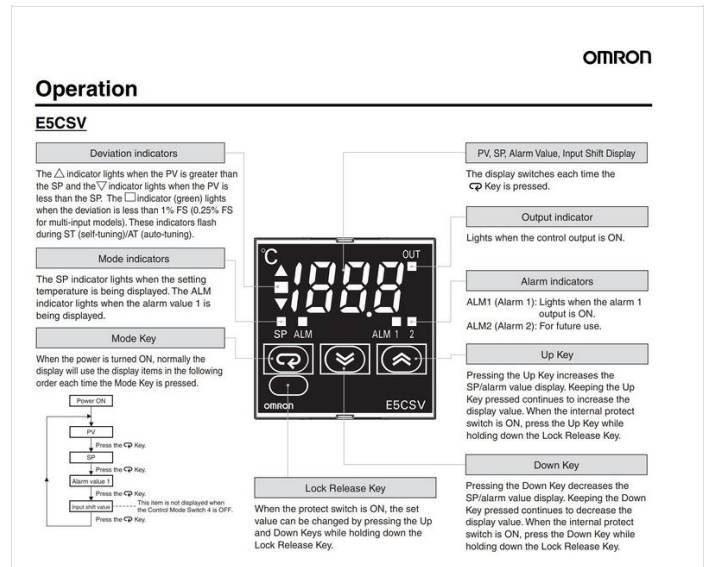 OMRON
Operation
E5CSV
Deviation indicators
The △ indicator lights when the PV is greater than
the SP and the ▽ indicator lights when the PV is
less than the SP. The □ indicator (green) lights
when the deviation is less than 1% FS (0.25% FS
for multi-input models). These indicators flash
during ST (self-tuning)/AT (auto-tuning).
Mode indicators
The SP indicator lights when the setting
temperature is being displayed. The ALM
indicator lights when the alarm value 1 is
being displayed.
Mode Key
When the power is turned ON, normally the
display will use the display items in the following
order each time the Mode Key is pressed.
Power ON
PV
Press the Key.
SP
Press the Key.
Alarm value 1
Press the Key.
Input shift value
This item is not displayed when
the Control Mode Switch 4 is OFF.
Press the Key.
°C
OUT
1888
SP ALM
ALM 1 2
OMRON
E5CSV
Lock Release Key
When the protect switch is ON, the set
value can be changed by pressing the Up
and Down Keys while holding down the
Lock Release Key.
PV, SP, Alarm Value, Input Shift Display
The display switches each time the
Key is pressed.
Output indicator
Lights when the control output is ON.
Alarm indicators
ALM1 (Alarm 1): Lights when the alarm 1
output is ON.
ALM2 (Alarm 2): For future use.
Up Key
Pressing the Up Key increases the
SP/alarm value display. Keeping the Up
Key pressed continues to increase the
display value. When the internal protect
switch is ON, press the Up Key while
holding down the Lock Release Key.
Down Key
Pressing the Down Key decreases the
SP/alarm value display. Keeping the Down
Key pressed continues to decrease the
display value. When the internal protect
switch is ON, press the Down Key while
holding down the Lock Release Key.